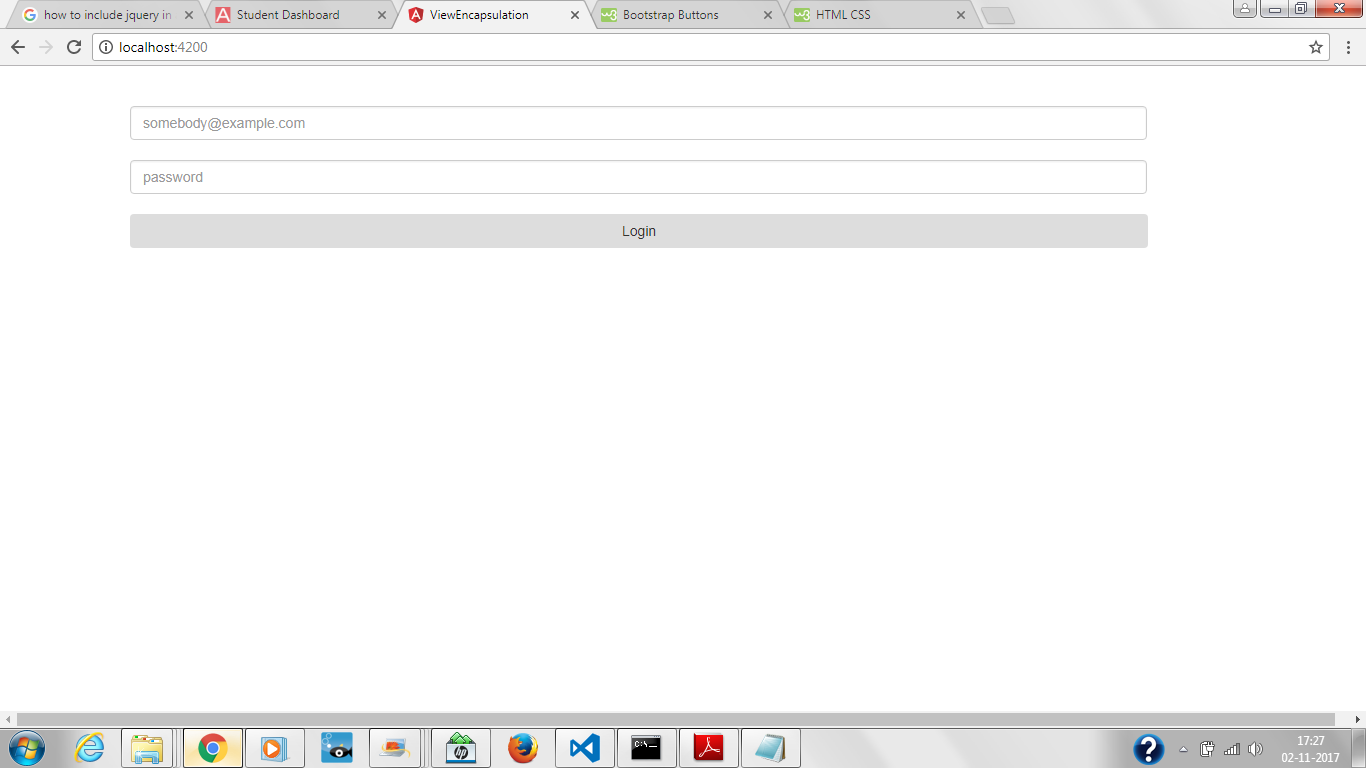 how to include jquery in
Student Dashboard
ViewEncapsulation
Bootstrap Buttons
HTML CSS
localhost:4200
somebody@example.com
password
Login
17:27
02-11-2017